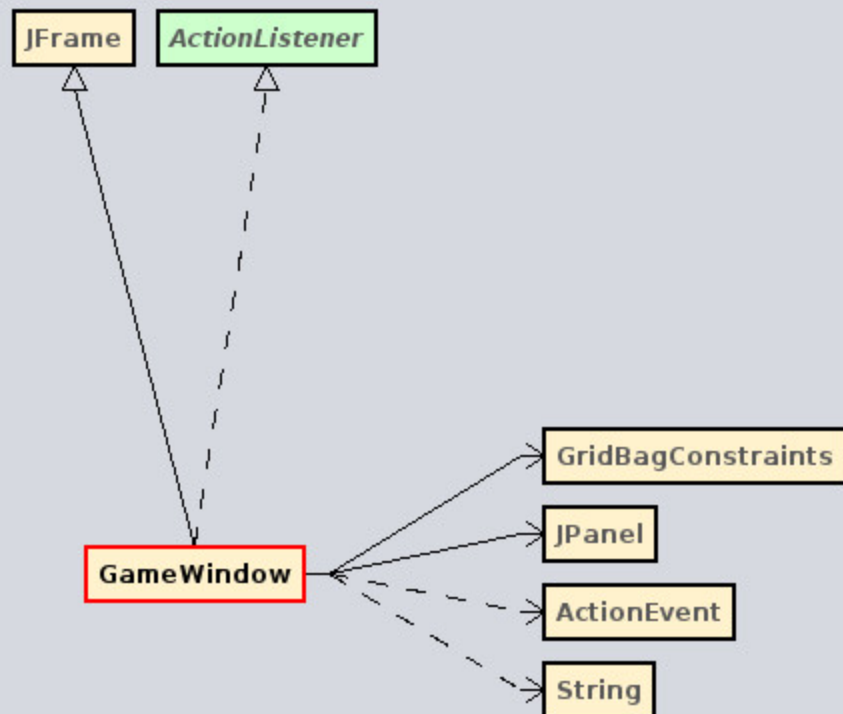 JFrame
ActionListener
GridBagConstraints
JPanel
GameWindow
ActionEvent
String